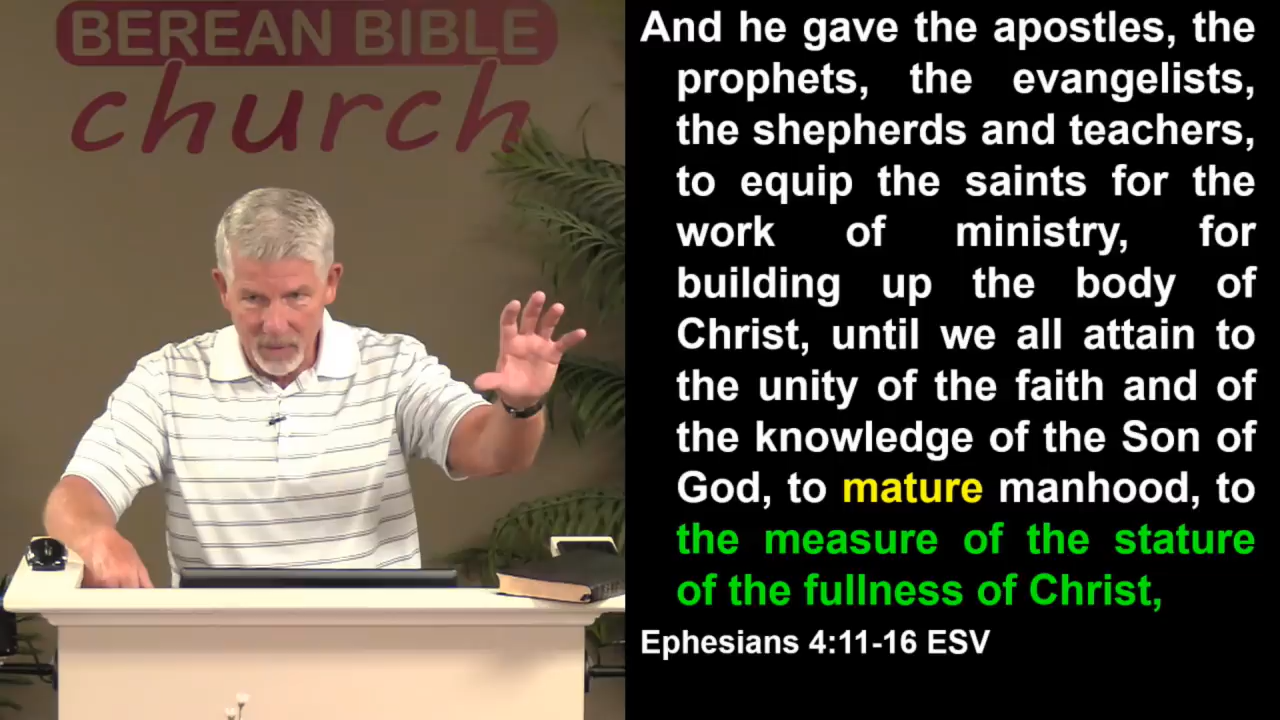 BEREAN BIBLE
church
And he gave the apostles, the
prophets, the evangelists,
the shepherds and teachers,
to equip the saints for the
work of ministry, for
building up the body of
Christ, until we all attain to
the unity of the faith and of
the knowledge of the Son of
God, to mature manhood, to
the measure of the stature
of the fullness of Christ,
Ephesians 4:11-16 ESV